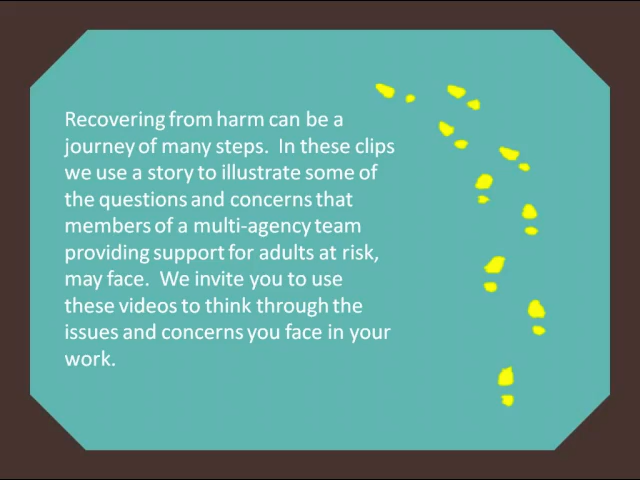 Recovering from harm can be a
journey of many steps.  In these clips
we use a story to illustrate some of
the questions and concerns that
members of a multi-agency team
providing support for adults at risk,
may face.  We invite you to use
these videos to think through the
issues and concerns you face in your
work.